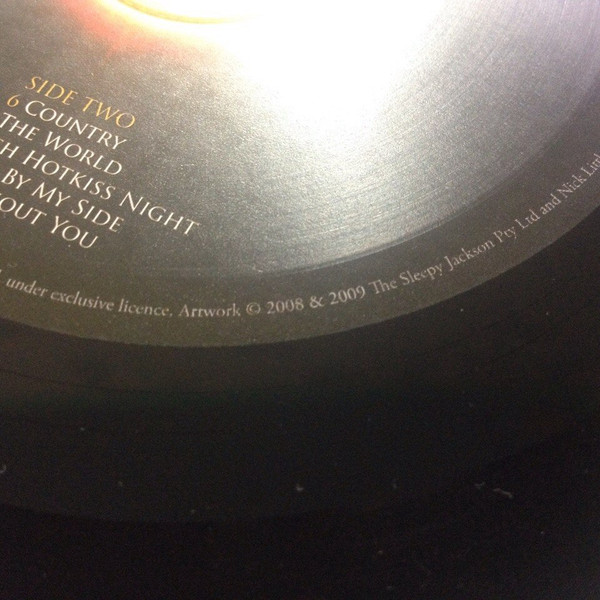 SIDE TWO
6 COUNTRY
THE WORLD
HOTKISS NIGHT
BY MY SIDE
YOU
under exclusive licence. Artwork © 2008 & 2009 The Sleepy Jackson Pty Ltd and Nick